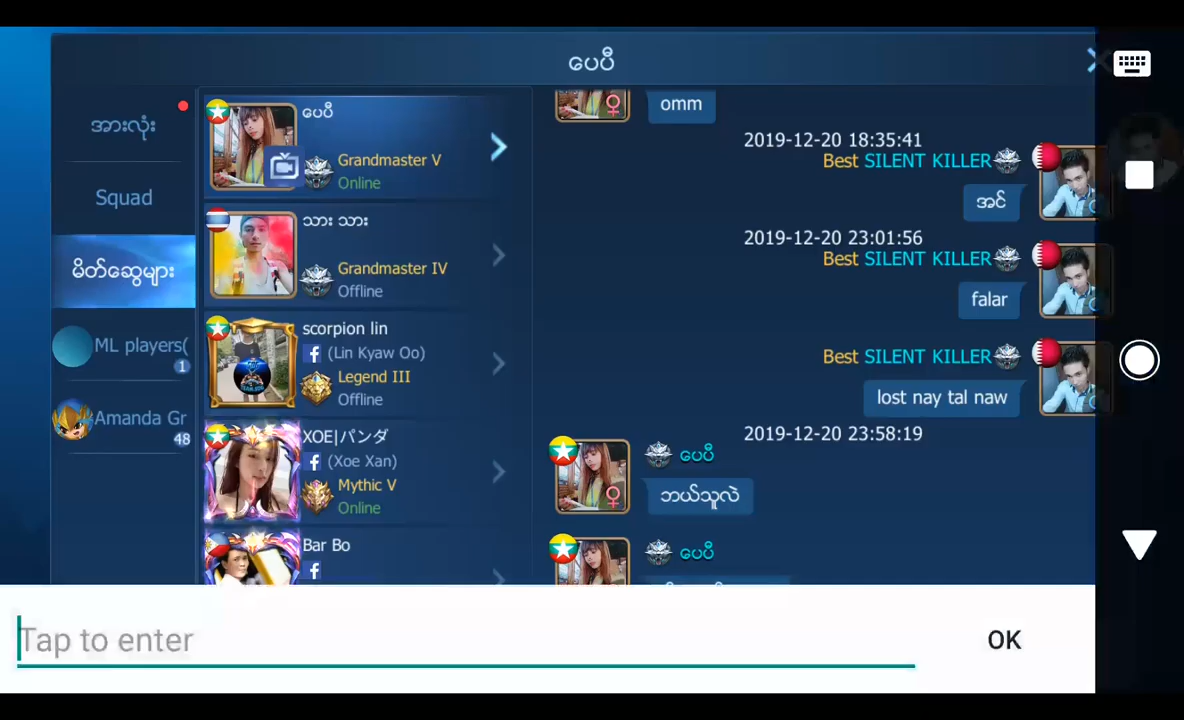 ပေပီ
အားလုံး
Squad
မိတ်ဆွေများ
ML players(
1
Amanda Gr
48
ပေပီ
Grandmaster V
Online
သား သား
Grandmaster IV
Offline
scorpion lin
(Lin Kyaw Oo)
Legend III
Offline
XOE|パンダ
(Xoe Xan)
Mythic V
Online
Bar Bo
omm
2019-12-20 18:35:41
Best SILENT KILLER
အင်
2019-12-20 23:01:56
Best SILENT KILLER
falar
Best SILENT KILLER
lost nay tal naw
2019-12-20 23:58:19
ပေပီ
ဘယ်သူလဲ
ပေပီ
Tap to enter
OK